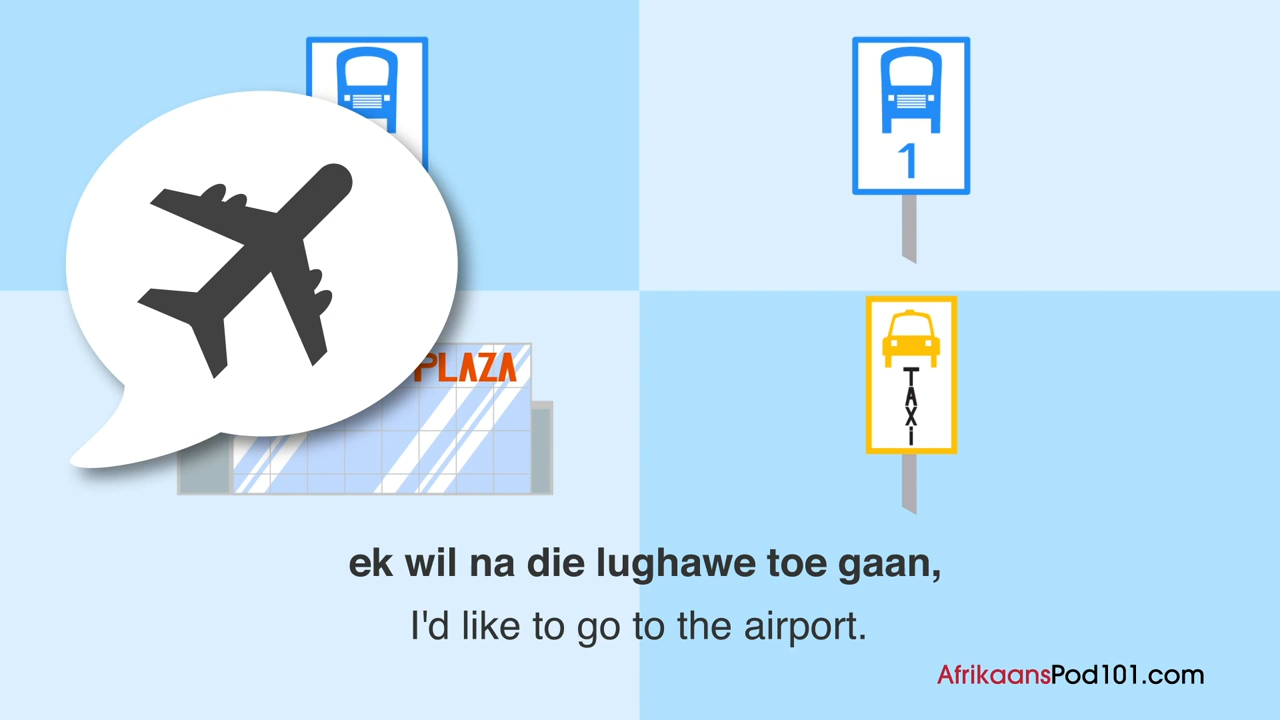 1
PLAZA
TAXi
ek wil na die lughawe toe gaan,
I'd like to go to the airport.
AfrikaansPod101.com